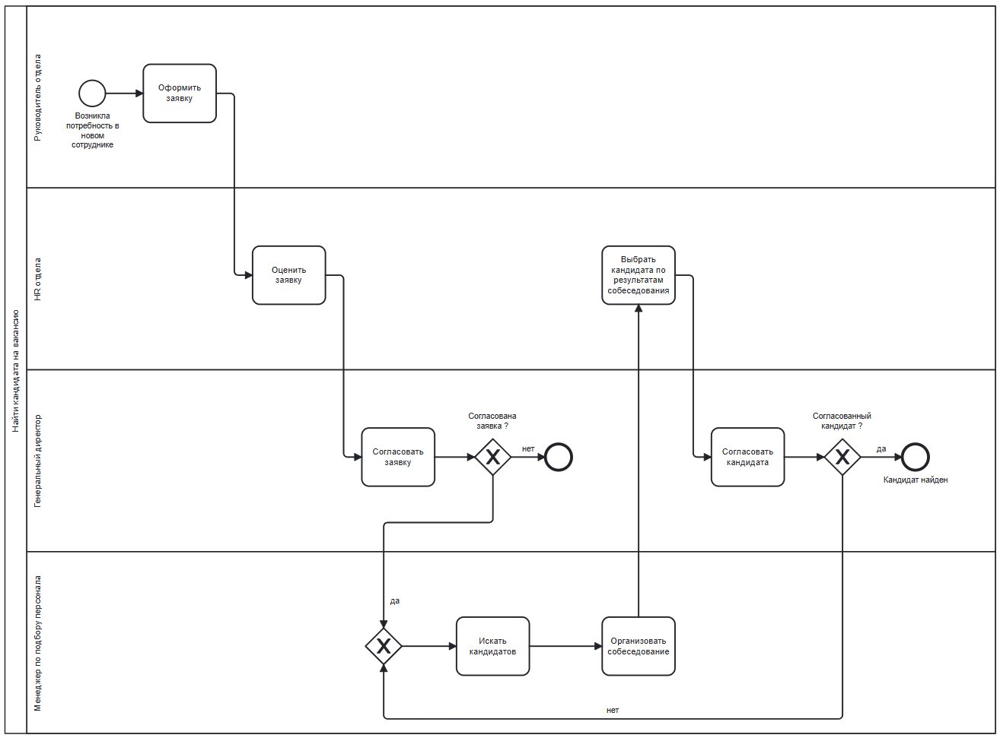 Найти кандидата на вакансию
Руководитель отдела
Возникла
потребность в
новом
сотруднике
Оформить
заявку
HR отдела
Оценить
заявку
Выбрать
кандидата по
результатам
собеседования
Генеральный директор
Согласовать
заявку
Согласована
заявка ?
нет
Согласовать
кандидата
Согласованный
кандидат ?
да
Кандидат найден
Менеджер по подбору персонала
да
Искать
кандидатов
Организовать
собеседование
нет